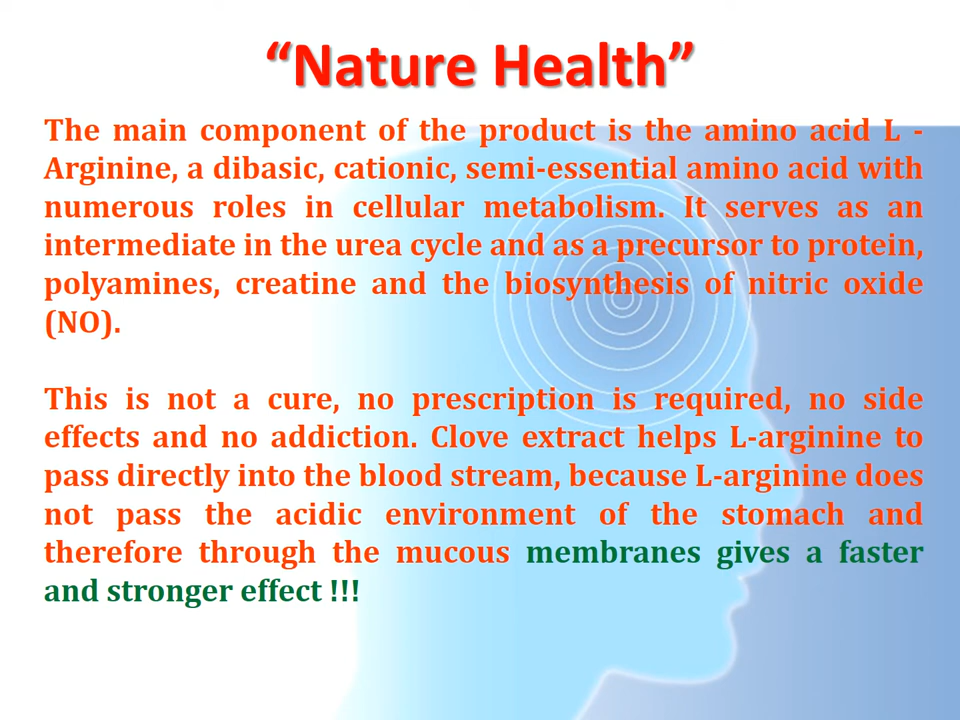 “Nature Health”
The main component of the product is the amino acid L -
Arginine, a dibasic, cationic, semi-essential amino acid with
numerous roles in cellular metabolism. It serves as an
intermediate in the urea cycle and as a precursor to protein,
polyamines, creatine and the biosynthesis of nitric oxide
(NO).
This is not a cure, no prescription is required, no side
effects and no addiction. Clove extract helps L-arginine to
pass directly into the blood stream, because L-arginine does
not pass the acidic environment of the stomach and
therefore through the mucous membranes gives a faster
and stronger effect !!!